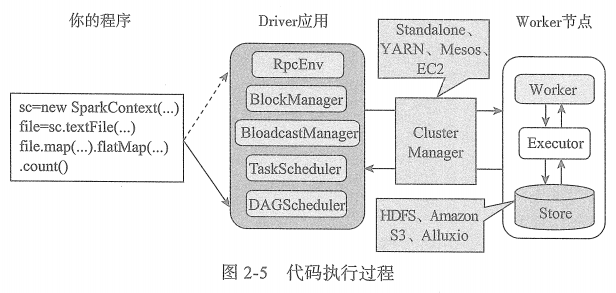 你的程序
Driver应用
Worker节点
sc=new SparkContext(...)
file=sc.textFile(...)
file.map(...).flatMap(...)
.count()
RpcEnv
BlockManager
BloadcastManager
TaskScheduler
DAGScheduler
Standalone、
YARN、Mesos、
EC2
Cluster
Manager
HDFS、Amazon
S3、Alluxio
Worker
Executor
Store
图 2-5 代码执行过程